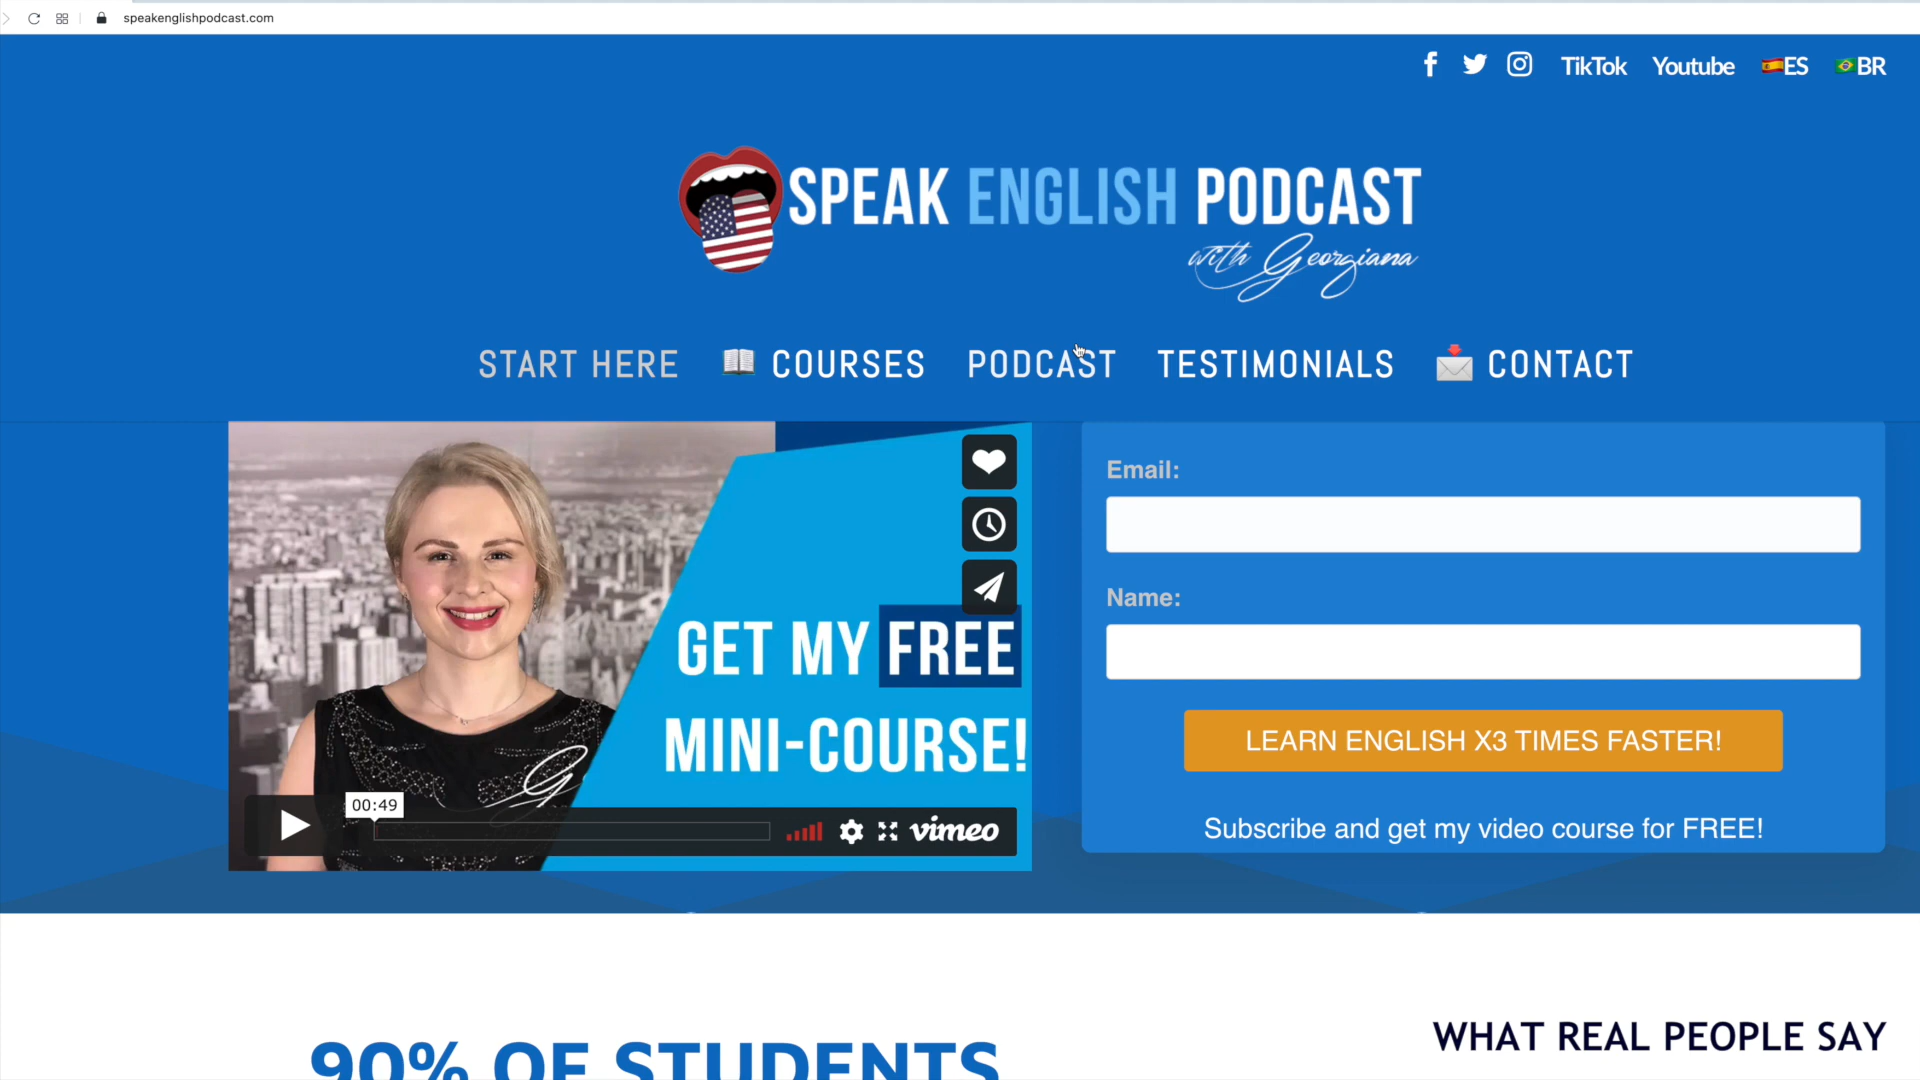 speakenglishpodcast.com
TikTok Youtube ES BR
SPEAK ENGLISH PODCAST
with Georgiana
START HERE COURSES PODCAST TESTIMONIALS CONTACT
GET MY FREE
MINI-COURSE!
00:49
vimeo
Email:
Name:
LEARN ENGLISH X3 TIMES FASTER!
Subscribe and get my video course for FREE!
90% OF STUDENTS
WHAT REAL PEOPLE SAY